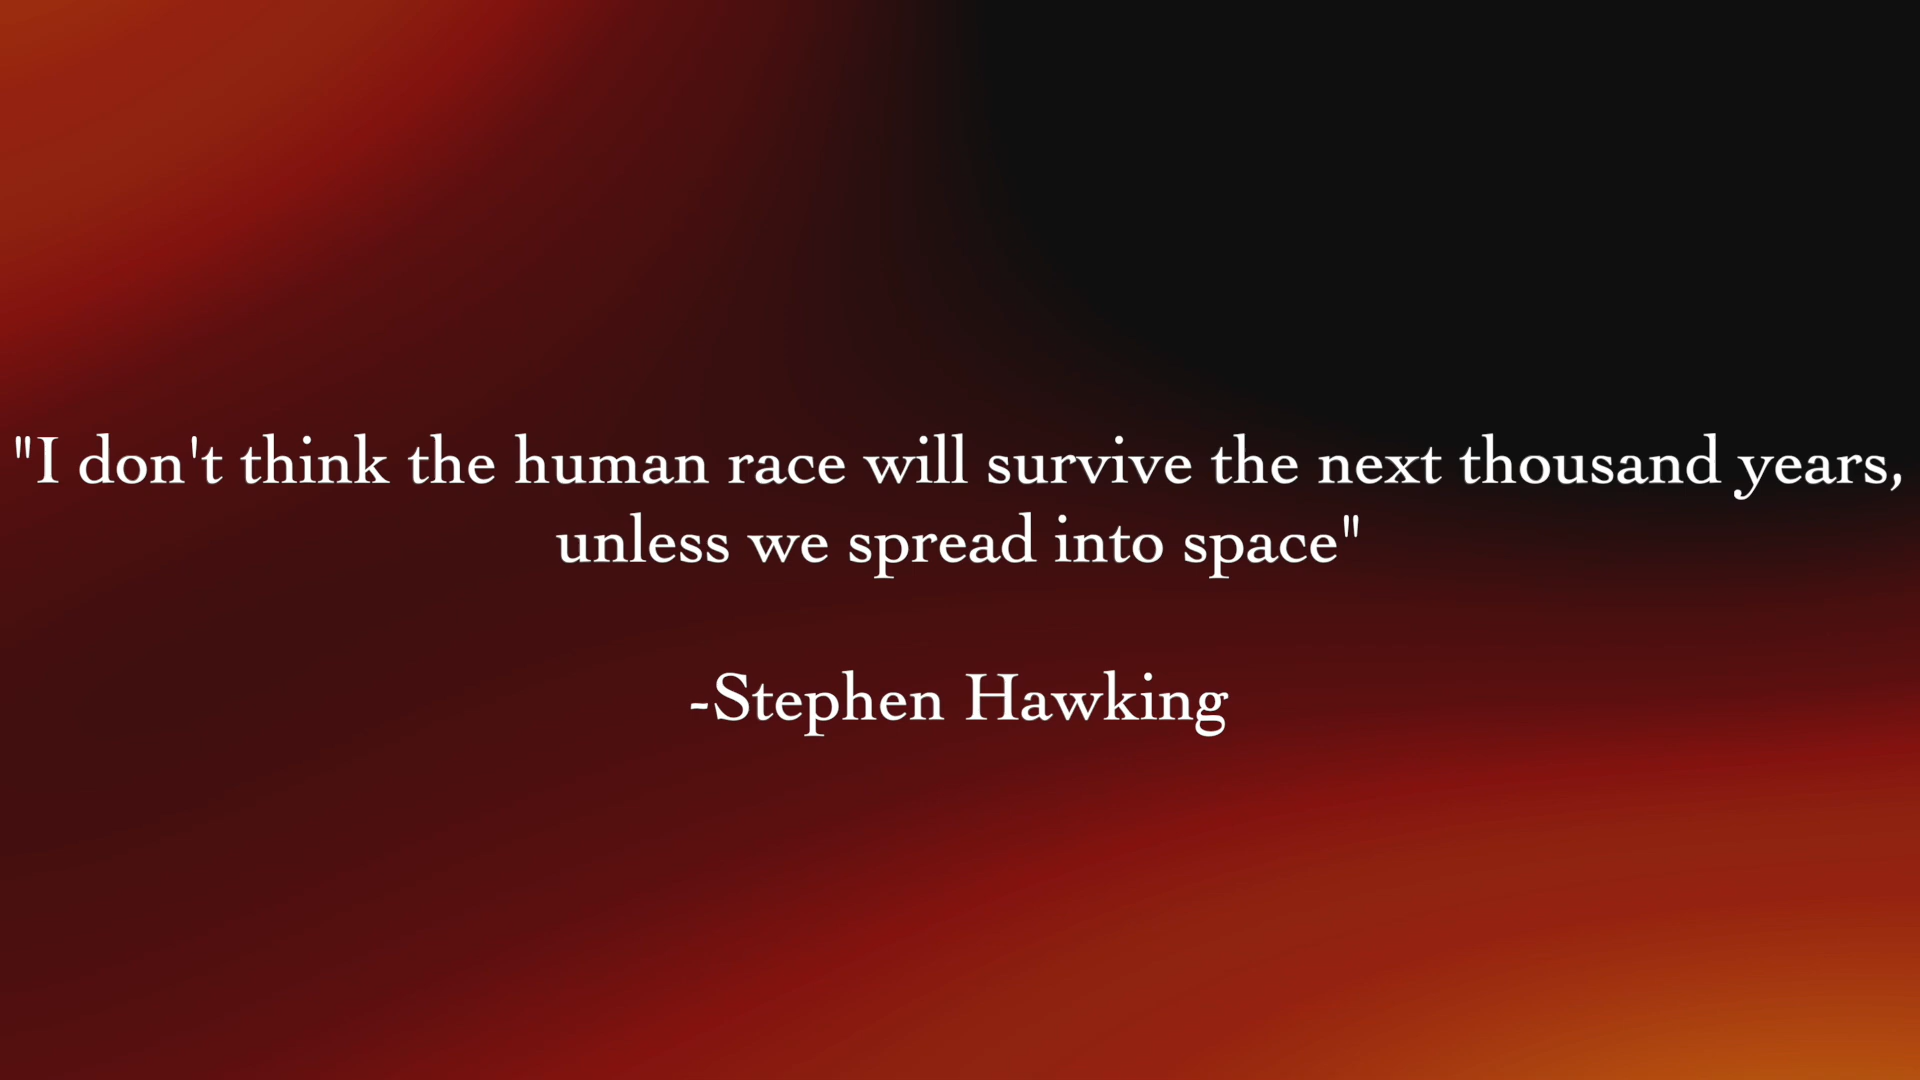 "I don't think the human race will survive the next thousand years,
unless we spread into space"
-Stephen Hawking